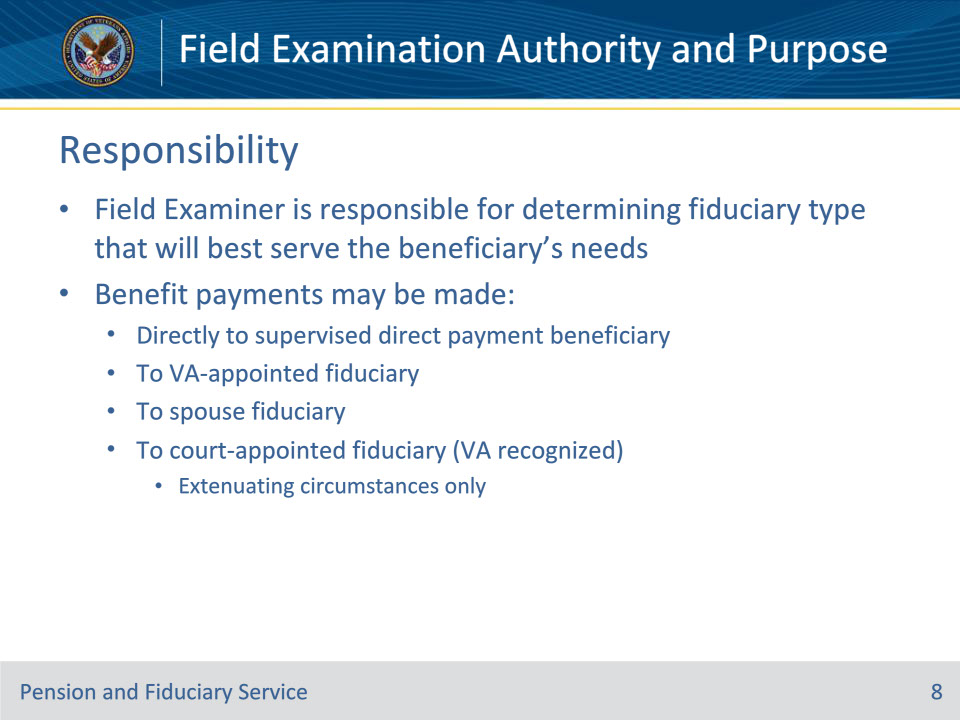 Field Examination Authority and Purpose
Responsibility
• Field Examiner is responsible for determining fiduciary type
that will best serve the beneficiary’s needs
• Benefit payments may be made:
• Directly to supervised direct payment beneficiary
• To VA-appointed fiduciary
• To spouse fiduciary
• To court-appointed fiduciary (VA recognized)
• Extenuating circumstances only
Pension and Fiduciary Service
8